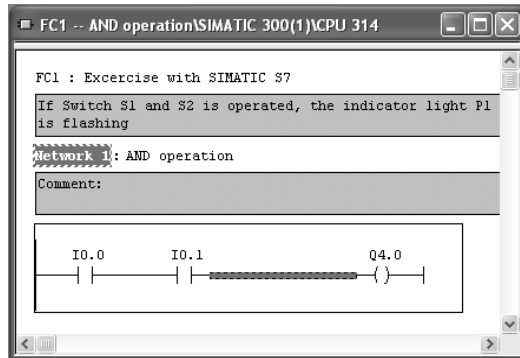 FC1 -- AND operation\SIMATIC 300(1)\CPU 314
FC1 : Excercise with SIMATIC S7
If Switch S1 and S2 is operated, the indicator light P1
is flashing
Network 1: AND operation
Comment:
I0.0 I0.1 Q4.0